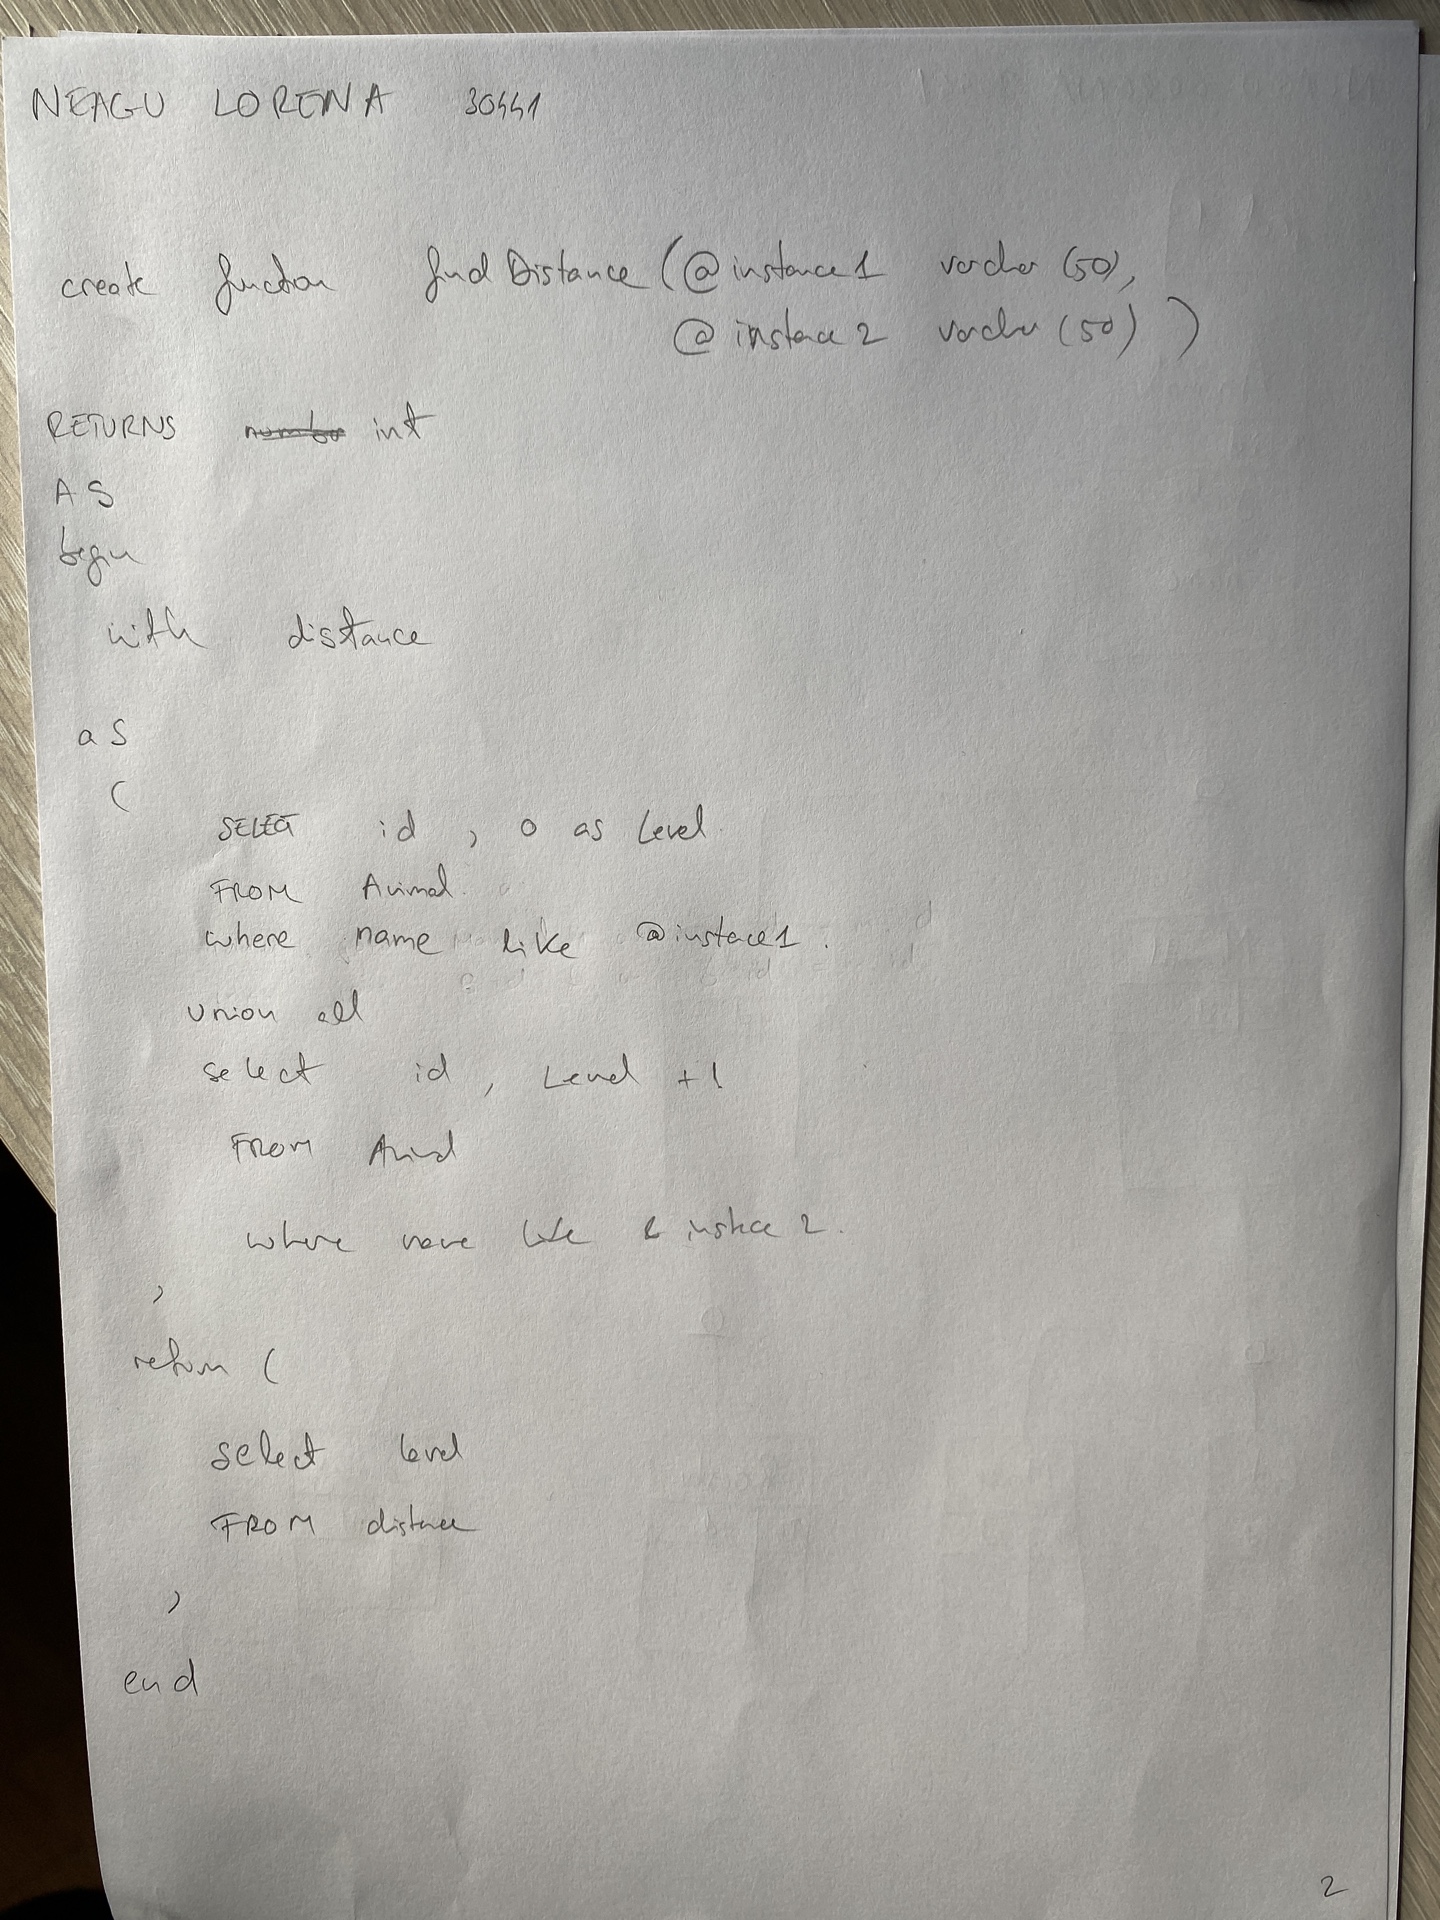 NEAGU LORENA 30441
create function findDistance (@instance1 varchar (50),
@instance2 varchar (50) )
RETURNS number int
AS
begin
with distance
as
(
SELECT id , 0 as Level
FROM Animal
where name like @instance1
union all
select id , Level +1
FROM Animal
where name like @instance2
)
return (
select level
FROM distance
)
end
2